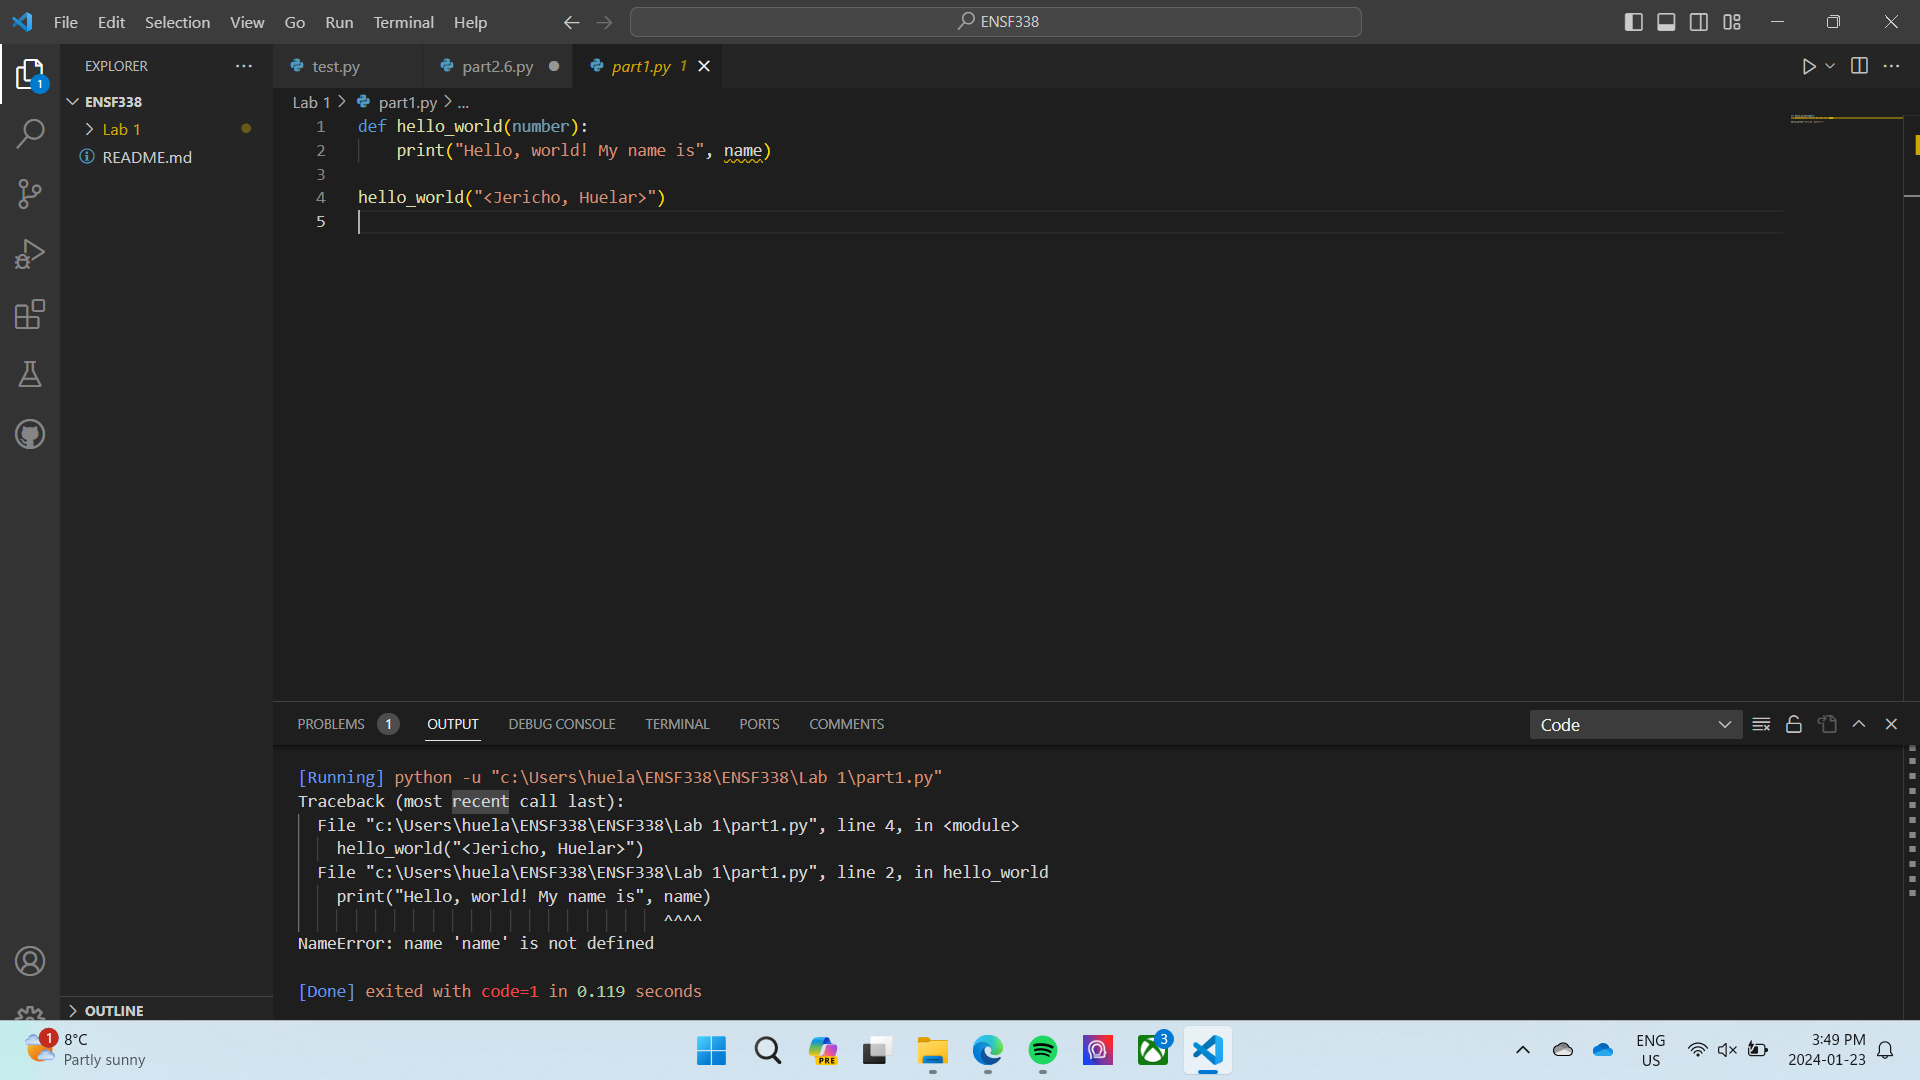 File Edit Selection View Go Run Terminal Help
ENSF338
EXPLORER
1
ENSF338
Lab 1
README.md
OUTLINE
test.py part2.6.py part1.py 1
Lab 1 > part1.py > ...
1 def hello_world(number):
2 print("Hello, world! My name is", name)
3
4 hello_world("<Jericho, Huelar>")
5
PROBLEMS 1 OUTPUT DEBUG CONSOLE TERMINAL PORTS COMMENTS
Code
[Running] python -u "c:\Users\huela\ENSF338\ENSF338\Lab 1\part1.py"
Traceback (most recent call last):
File "c:\Users\huela\ENSF338\ENSF338\Lab 1\part1.py", line 4, in <module>
hello_world("<Jericho, Huelar>")
File "c:\Users\huela\ENSF338\ENSF338\Lab 1\part1.py", line 2, in hello_world
print("Hello, world! My name is", name)
^^^^
NameError: name 'name' is not defined
[Done] exited with code=1 in 0.119 seconds
1
8°C
Partly sunny
PRE
3
ENG
US
3:49 PM
2024-01-23